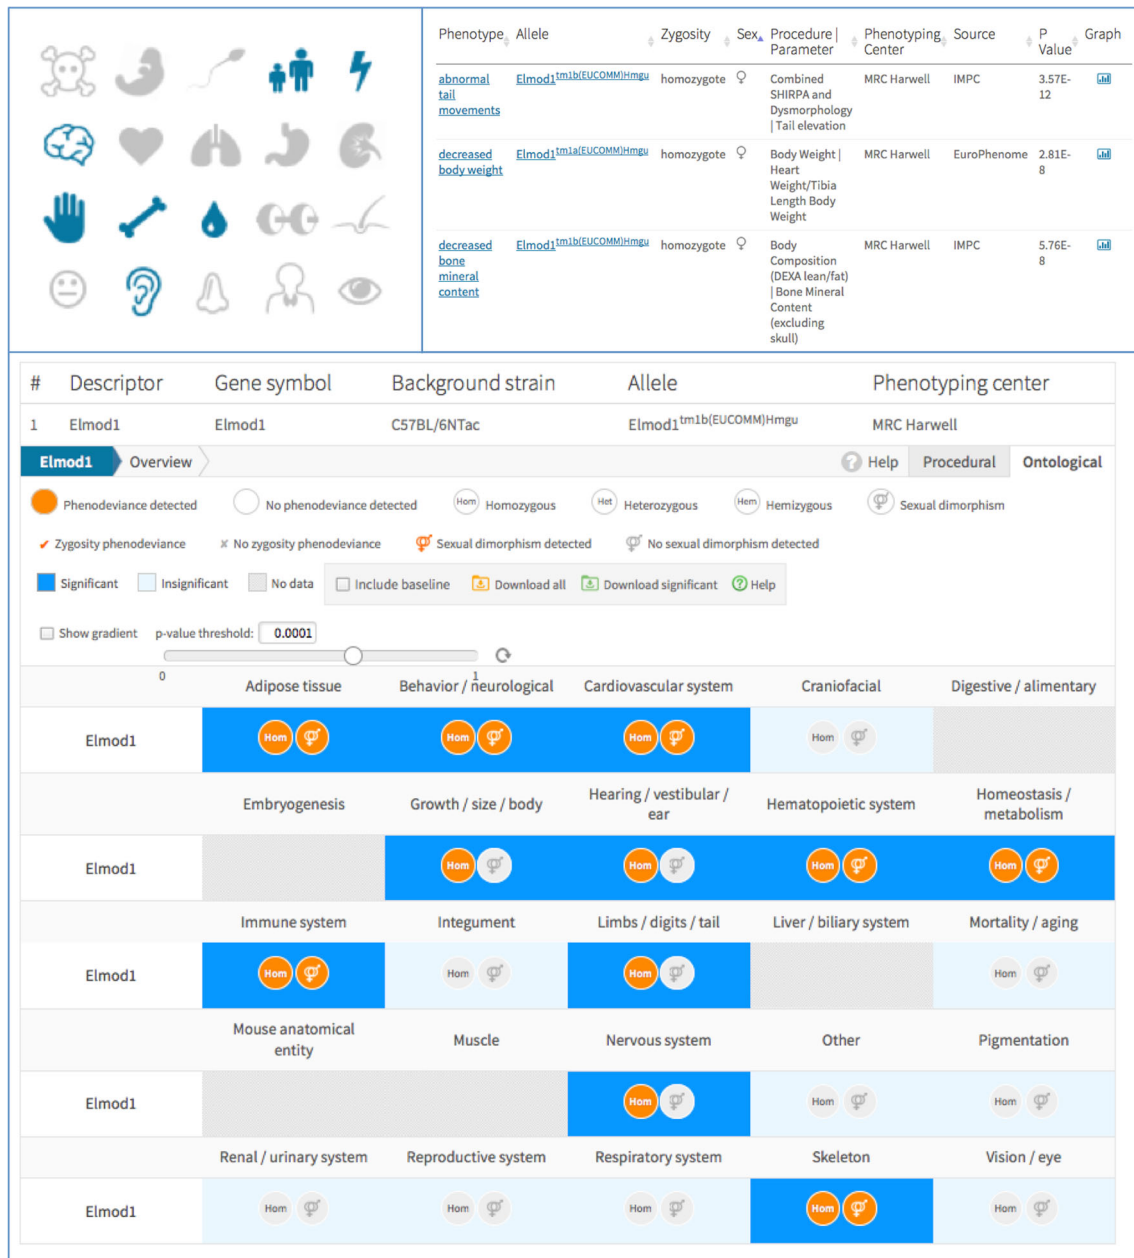 Phenotype Allele Zygosity Sex Procedure | Parameter Phenotyping Center Source P Value Graph
abnormal tail movements Elmod1tm1b(EUCOMM)Hmgu homozygote ♀ Combined SHIRPA and Dysmorphology | Tail elevation MRC Harwell IMPC 3.57E-12
decreased body weight Elmod1tm1a(EUCOMM)Hmgu homozygote ♀ Body Weight | Heart Weight/Tibia Length Body Weight MRC Harwell EuroPhenome 2.81E-8
decreased bone mineral content Elmod1tm1b(EUCOMM)Hmgu homozygote ♀ Body Composition (DEXA lean/fat) | Bone Mineral Content (excluding skull) MRC Harwell IMPC 5.76E-8
# Descriptor Gene symbol Background strain Allele Phenotyping center
1 Elmod1 Elmod1 C57BL/6NTac Elmod1tm1b(EUCOMM)Hmgu MRC Harwell
Elmod1 Overview ? Help Procedural Ontological
Phenodeviance detected No phenodeviance detected Hom Homozygous Het Heterozygous Hem Hemizygous Sexual dimorphism
✔ Zygosity phenodeviance ✘ No zygosity phenodeviance Sexual dimorphism detected No sexual dimorphism detected
Significant Insignificant No data Include baseline Download all Download significant ? Help
Show gradient p-value threshold: 0.0001
0 1
Adipose tissue Behavior / neurological Cardiovascular system Craniofacial Digestive / alimentary
Elmod1 Hom Hom Hom Hom
Embryogenesis Growth / size / body Hearing / vestibular / ear Hematopoietic system Homeostasis / metabolism
Elmod1 Hom Hom Hom Hom
Immune system Integument Limbs / digits / tail Liver / biliary system Mortality / aging
Elmod1 Hom Hom Hom Hom
Mouse anatomical entity Muscle Nervous system Other Pigmentation
Elmod1 Hom Hom Hom
Renal / urinary system Reproductive system Respiratory system Skeleton Vision / eye
Elmod1 Hom Hom Hom Hom Hom